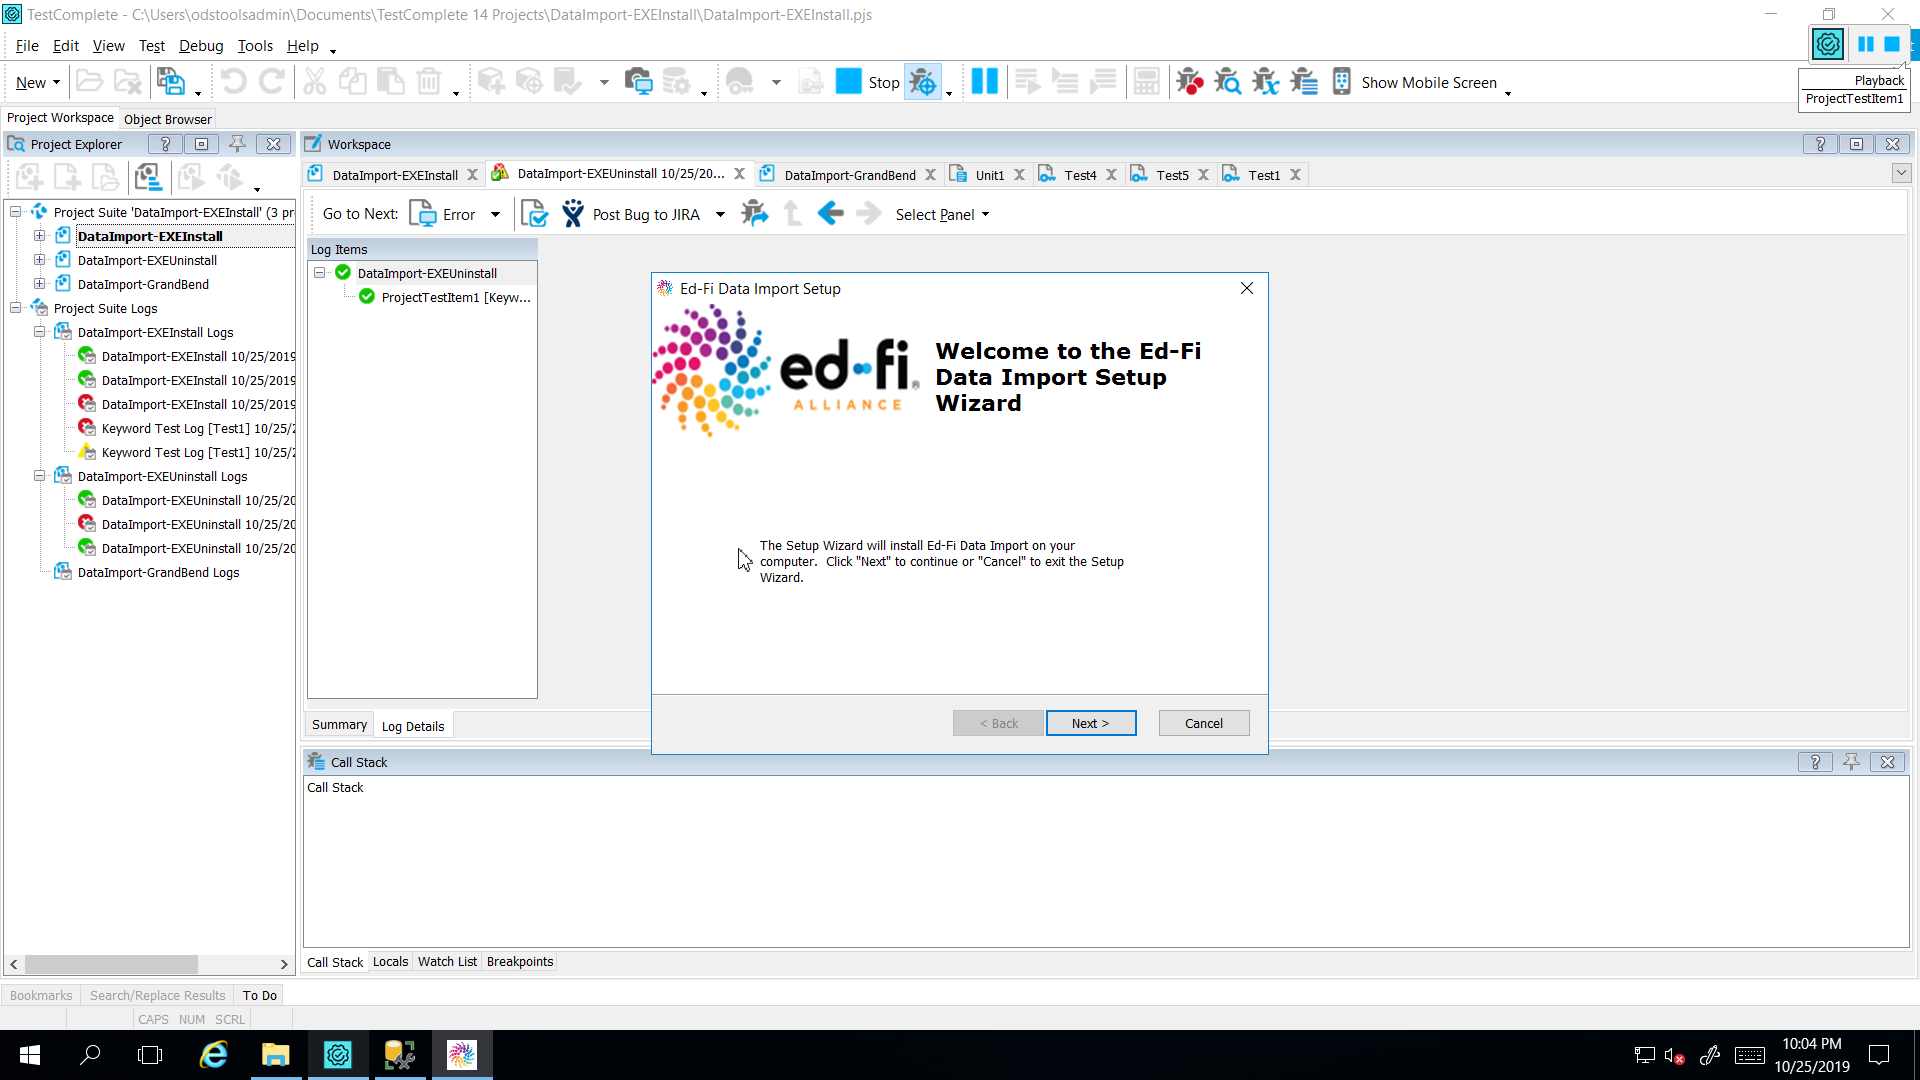 TestComplete - C:\Users\odstoolsadmin\Documents\TestComplete 14 Projects\DataImport-EXEInstall\DataImport-EXEInstall.pjs
File Edit View Test Debug Tools Help
New Stop Show Mobile Screen
Playback
ProjectTestItem1
Project Workspace Object Browser
Project Explorer
Workspace
DataImport-EXEInstall DataImport-EXEUninstall 10/25/20... DataImport-GrandBend Unit1 Test4 Test5 Test1
Go to Next: Error Post Bug to JIRA Select Panel
Project Suite 'DataImport-EXEInstall' (3 pr
DataImport-EXEInstall
DataImport-EXEUninstall
DataImport-GrandBend
Project Suite Logs
DataImport-EXEInstall Logs
DataImport-EXEInstall 10/25/2019
DataImport-EXEInstall 10/25/2019
DataImport-EXEInstall 10/25/2019
Keyword Test Log [Test1] 10/25/2
Keyword Test Log [Test1] 10/25/2
DataImport-EXEUninstall Logs
DataImport-EXEUninstall 10/25/20
DataImport-EXEUninstall 10/25/20
DataImport-EXEUninstall 10/25/20
DataImport-GrandBend Logs
Log Items
DataImport-EXEUninstall
ProjectTestItem1 [Keyw...
Summary Log Details
Ed-Fi Data Import Setup
ed-fi
ALLIANCE
Welcome to the Ed-Fi
Data Import Setup
Wizard
The Setup Wizard will install Ed-Fi Data Import on your
computer. Click "Next" to continue or "Cancel" to exit the Setup
Wizard.
< Back Next > Cancel
Call Stack
Call Stack
Call Stack Locals Watch List Breakpoints
Bookmarks Search/Replace Results To Do
CAPS NUM SCRL
10:04 PM
10/25/2019